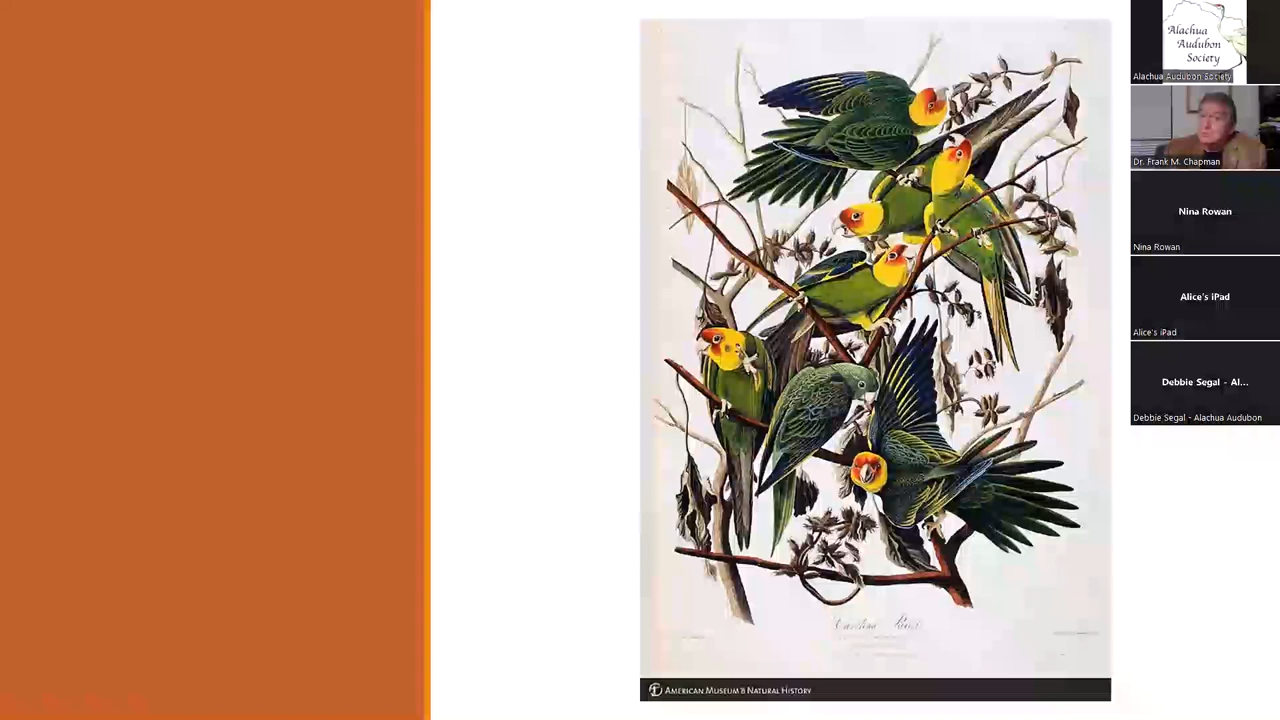 Alachua
Audubon
Society
Alachua Audubon Society
Dr. Frank M. Chapman
Nina Rowan
Nina Rowan
Alice's iPad
Alice's iPad
Debbie Segal - Al...
Debbie Segal - Alachua Audubon
AMERICAN MUSEUM & NATURAL HISTORY